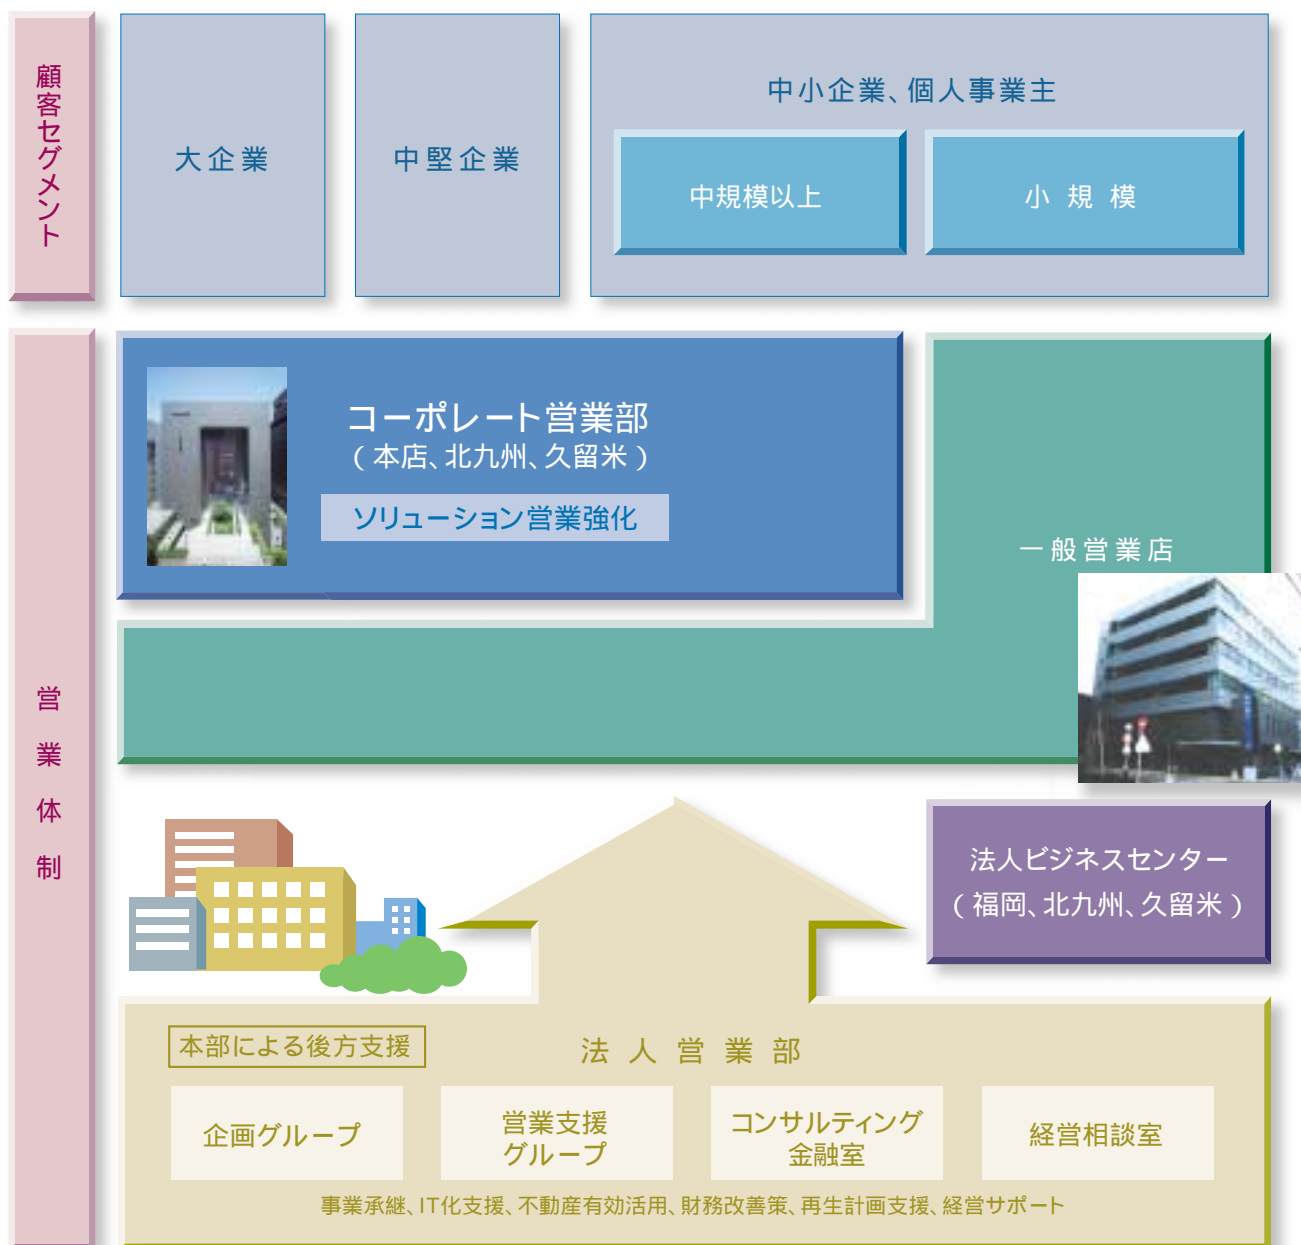 顧客セグメント
大企業
中堅企業
中小企業、個人事業主
中規模以上
小規模
営業体制
コーポレート営業部
（本店、北九州、久留米）
ソリューション営業強化
一般営業店
法人ビジネスセンター
（福岡、北九州、久留米）
本部による後方支援
法人営業部
企画グループ
営業支援
グループ
コンサルティング
金融室
経営相談室
事業承継、IT化支援、不動産有効活用、財務改善策、再生計画支援、経営サポート